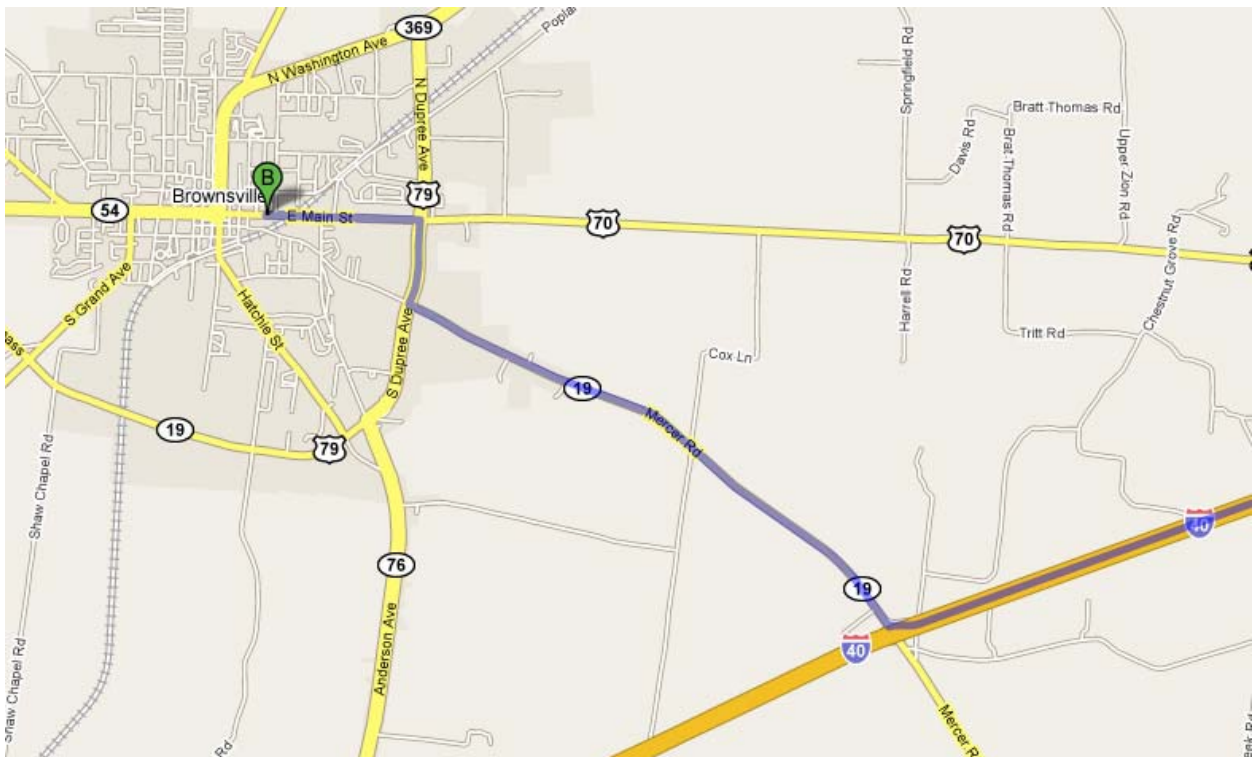 369
N Washington Ave
Poplar
N Dupree Ave
Springfield Rd
Davis Rd
Bratt Thomas Rd
Brat Thomas Rd
Upper Zion Rd
B
Brownsville
79
54
E Main St
70
70
Chestnut Grove Rd
S Grand Ave
Hatchie St
Harrell Rd
Tritt Rd
S Dupree Ave
Cox Ln
19
Mercer Rd
19
79
Shaw Chapel Rd
76
Anderson Ave
19
40
40
Shaw Chapel Rd
Rd
Mercer R
Rd